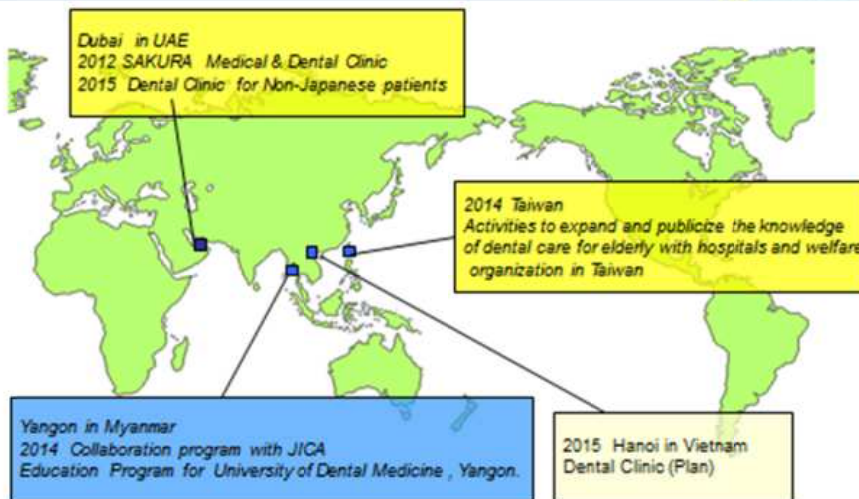 Dubai in UAE
2012 SAKURA Medical & Dental Clinic
2015 Dental Clinic for Non-Japanese patients
2014 Taiwan
Activities to expand and publicize the knowledge
of dental care for elderly with hospitals and welfare
organization in Taiwan
Yangon in Myanmar
2014 Collaboration program with JICA
Education Program for University of Dental Medicine , Yangon.
2015 Hanoi in Vietnam
Dental Clinic (Plan)